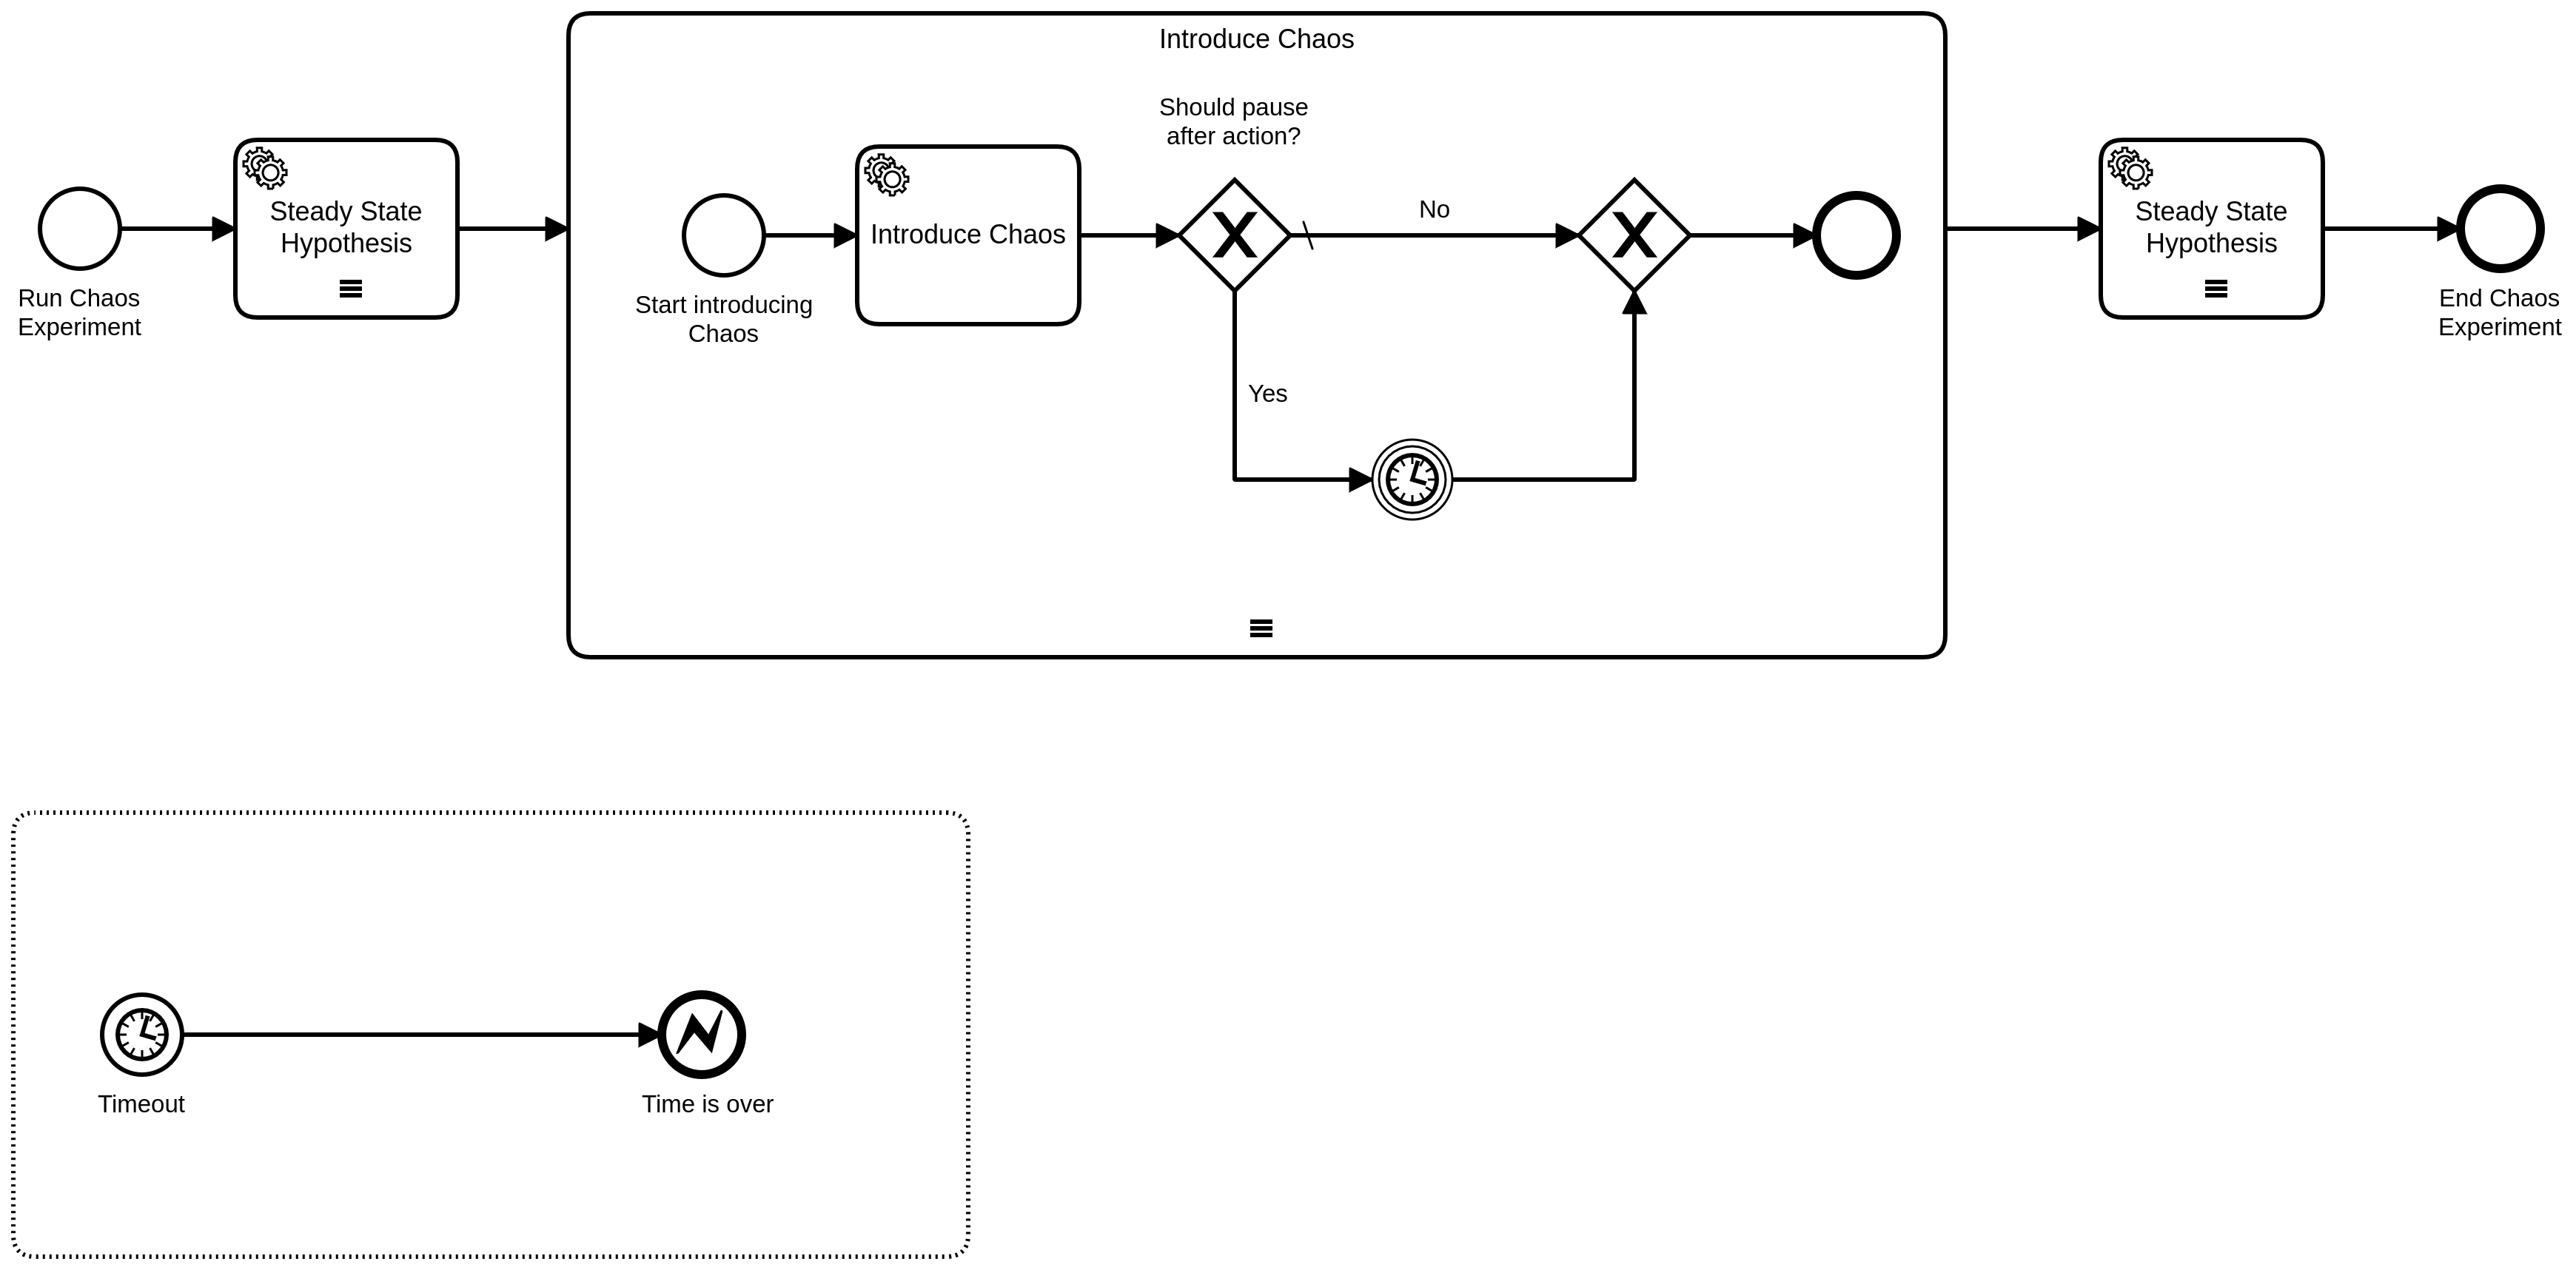 Introduce Chaos
Should pause
after action?
Run Chaos
Experiment
Steady State
Hypothesis
Start introducing
Chaos
Introduce Chaos
No
Yes
Steady State
Hypothesis
End Chaos
Experiment
Timeout
Time is over